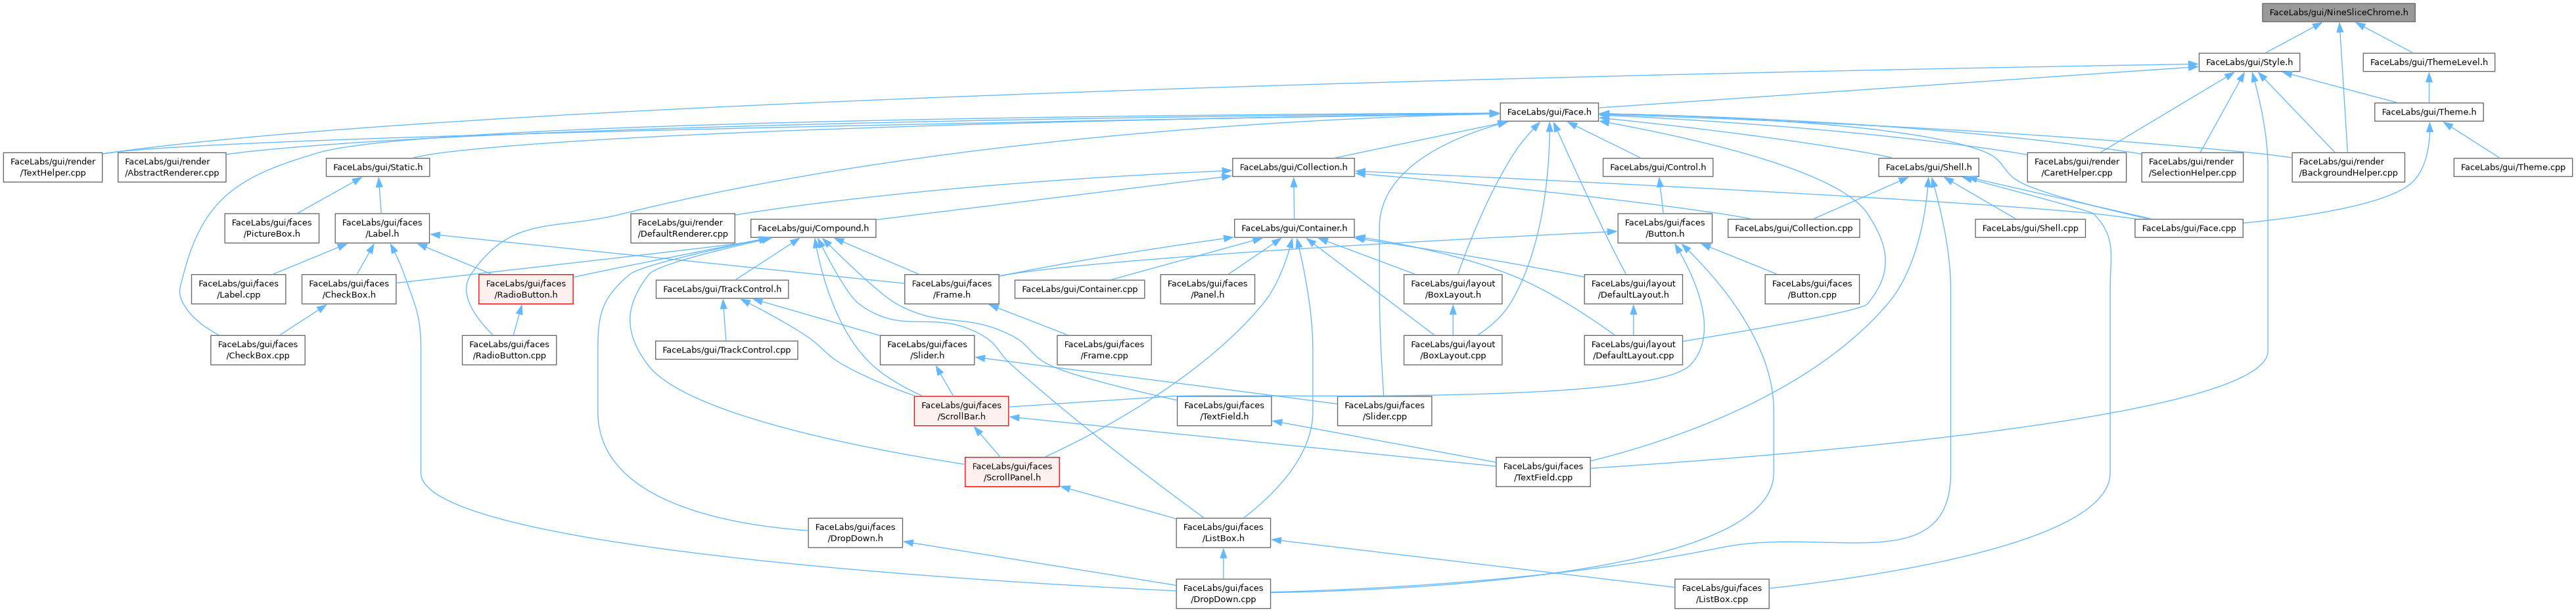 FaceLabs/gui/NineSliceChrome.h
FaceLabs/gui/Style.h
FaceLabs/gui/ThemeLevel.h
FaceLabs/gui/Face.h
FaceLabs/gui/Theme.h
FaceLabs/gui/render
/TextHelper.cpp
FaceLabs/gui/render
/AbstractRenderer.cpp
FaceLabs/gui/Static.h
FaceLabs/gui/Collection.h
FaceLabs/gui/Control.h
FaceLabs/gui/Shell.h
FaceLabs/gui/render
/CaretHelper.cpp
FaceLabs/gui/render
/SelectionHelper.cpp
FaceLabs/gui/render
/BackgroundHelper.cpp
FaceLabs/gui/Theme.cpp
FaceLabs/gui/faces
/PictureBox.h
FaceLabs/gui/faces
/Label.h
FaceLabs/gui/render
/DefaultRenderer.cpp
FaceLabs/gui/Compound.h
FaceLabs/gui/Container.h
FaceLabs/gui/faces
/Button.h
FaceLabs/gui/Collection.cpp
FaceLabs/gui/Shell.cpp
FaceLabs/gui/Face.cpp
FaceLabs/gui/faces
/Label.cpp
FaceLabs/gui/faces
/CheckBox.h
FaceLabs/gui/faces
/RadioButton.h
FaceLabs/gui/TrackControl.h
FaceLabs/gui/faces
/Frame.h
FaceLabs/gui/Container.cpp
FaceLabs/gui/faces
/Panel.h
FaceLabs/gui/layout
/BoxLayout.h
FaceLabs/gui/layout
/DefaultLayout.h
FaceLabs/gui/faces
/Button.cpp
FaceLabs/gui/faces
/CheckBox.cpp
FaceLabs/gui/faces
/RadioButton.cpp
FaceLabs/gui/TrackControl.cpp
FaceLabs/gui/faces
/Slider.h
FaceLabs/gui/faces
/Frame.cpp
FaceLabs/gui/layout
/BoxLayout.cpp
FaceLabs/gui/layout
/DefaultLayout.cpp
FaceLabs/gui/faces
/ScrollBar.h
FaceLabs/gui/faces
/TextField.h
FaceLabs/gui/faces
/Slider.cpp
FaceLabs/gui/faces
/ScrollPanel.h
FaceLabs/gui/faces
/TextField.cpp
FaceLabs/gui/faces
/DropDown.h
FaceLabs/gui/faces
/ListBox.h
FaceLabs/gui/faces
/DropDown.cpp
FaceLabs/gui/faces
/ListBox.cpp